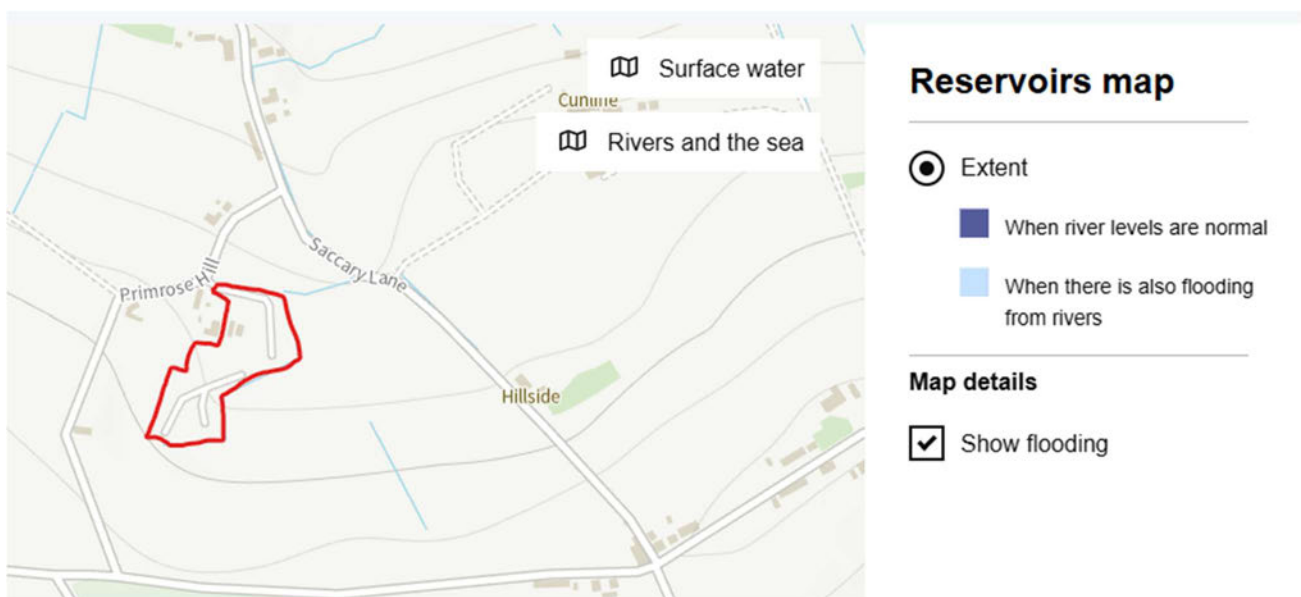 Surface water
Cunliffe
Rivers and the sea
Primrose Hill
Saccary Lane
Hillside
Reservoirs map
Extent
When river levels are normal
When there is also flooding
from rivers
Map details
Show flooding